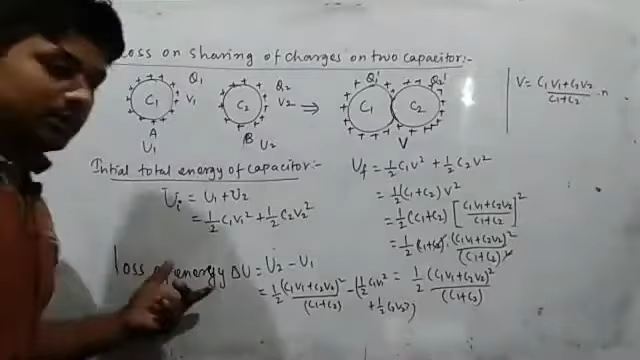 Loss on sharing of charges on two capacitor:-
Q1 V1 C1 A U1
Q2 V2 C2 B U2
⇒
Q1' Q2' C1 C2 V
V = C1V1+C2V2 / C1+C2
Intial total energy of capacitor:-
Ui = U1 + U2
= 1/2 C1V1² + 1/2 C2V2²
Uf = 1/2 C1V² + 1/2 C2V²
= 1/2 (C1+C2) V²
= 1/2 (C1+C2) [C1V1+C2V2 / C1+C2]²
= 1/2 (C1+C2) · (C1V1+C2V2)² / (C1+C2)²
= 1/2 (C1V1+C2V2)² / (C1+C2)
loss of energy ΔU = U2 - U1
= 1/2 (C1V1+C2V2)² / (C1+C2) - (1/2 C1V² + 1/2 C2V2²)